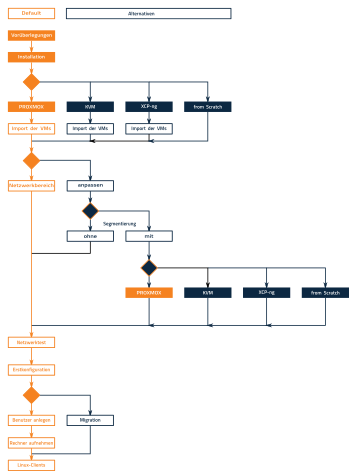 Default
Alternativen
Vorüberlegungen
Installation
PROXMOX
KVM
XCP-ng
from Scratch
Import der VMs
Import der VMs
Import der VMs
Netzwerkbereich
anpassen
Segmentierung
ohne
mit
PROXMOX
KVM
XCP-ng
from Scratch
Netzwerktest
Erstkonfiguration
Benutzer anlegen
Migration
Rechner aufnehmen
Linux-Clients